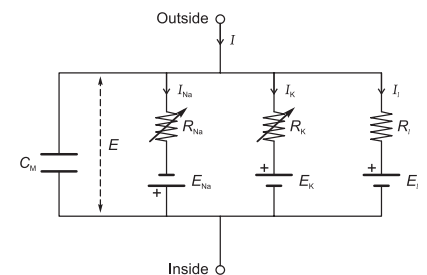 Outside
I
I_Na I_K I_l
R_Na R_K R_l
E
C_M
+ +
E_Na E_K E_l
+
Inside